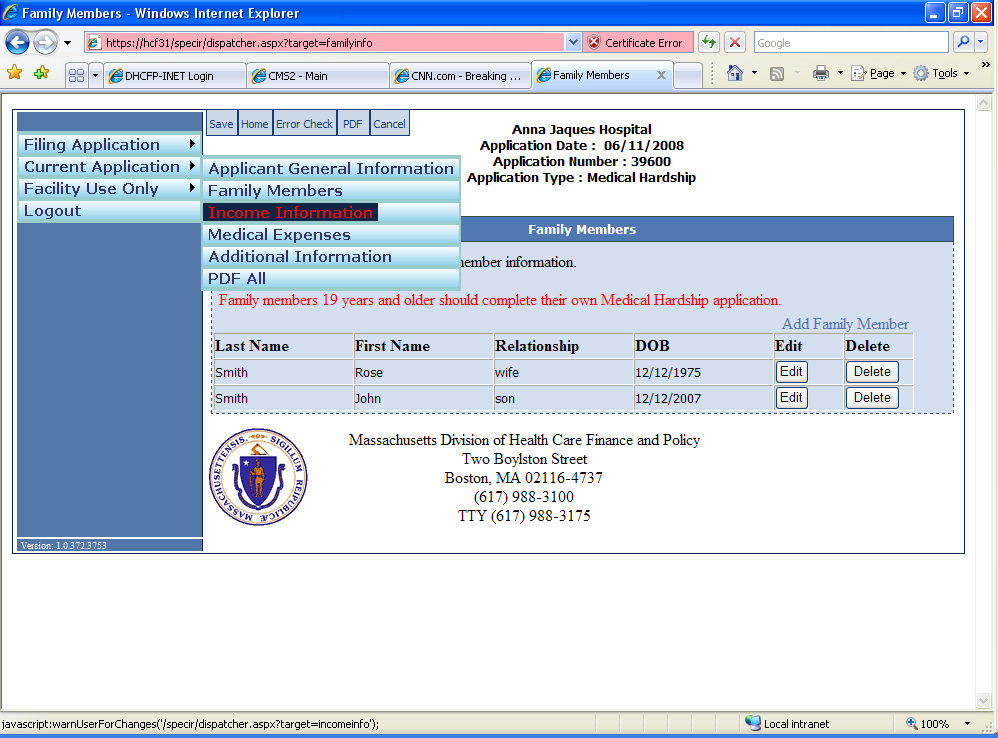 Family Members - Windows Internet Explorer
https://hcf31/specir/dispatcher.aspx?target=familyinfo
Certificate Error
Google
DHCFP-INET Login
CMS2 - Main
CNN.com - Breaking ...
Family Members
Page
Tools
Save Home Error Check PDF Cancel
Anna Jaques Hospital
Application Date : 06/11/2008
Application Number : 39600
Application Type : Medical Hardship
Filing Application
Current Application
Facility Use Only
Logout
Applicant General Information
Family Members
Income Information
Medical Expenses
Additional Information
PDF All
Family Members
member information.
Family members 19 years and older should complete their own Medical Hardship application.
Add Family Member
Last Name First Name Relationship DOB Edit Delete
Smith Rose wife 12/12/1975 Edit Delete
Smith John son 12/12/2007 Edit Delete
Massachusetts Division of Health Care Finance and Policy
Two Boylston Street
Boston, MA 02116-4737
(617) 988-3100
TTY (617) 988-3175
SIGILLUM REIPUBLICÆ MASSACHUSETTENSIS
Version: 1.0.372.3753
javascript:warnUserForChanges('/specir/dispatcher.aspx?target=incomeinfo');
Local intranet
100%